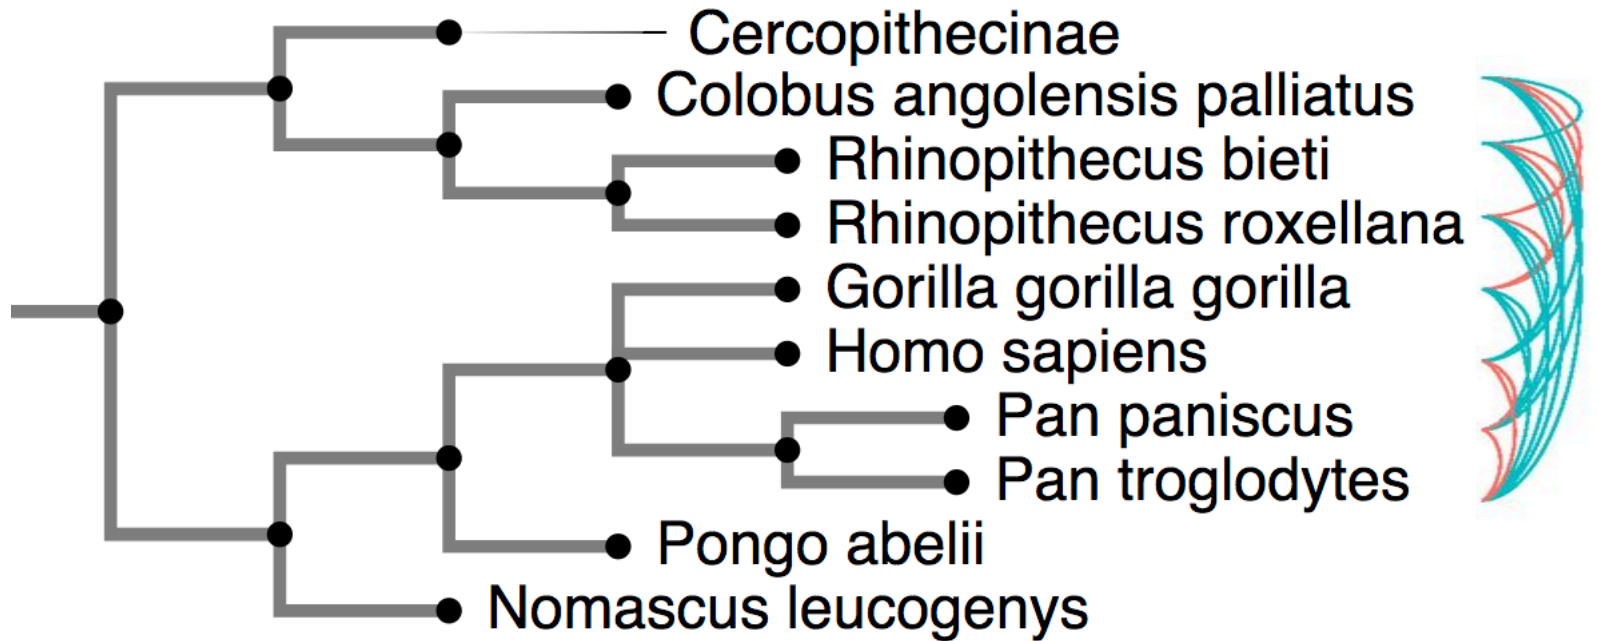 Cercopithecinae
Colobus angolensis palliatus
Rhinopithecus bieti
Rhinopithecus roxellana
Gorilla gorilla gorilla
Homo sapiens
Pan paniscus
Pan troglodytes
Pongo abelii
Nomascus leucogenys